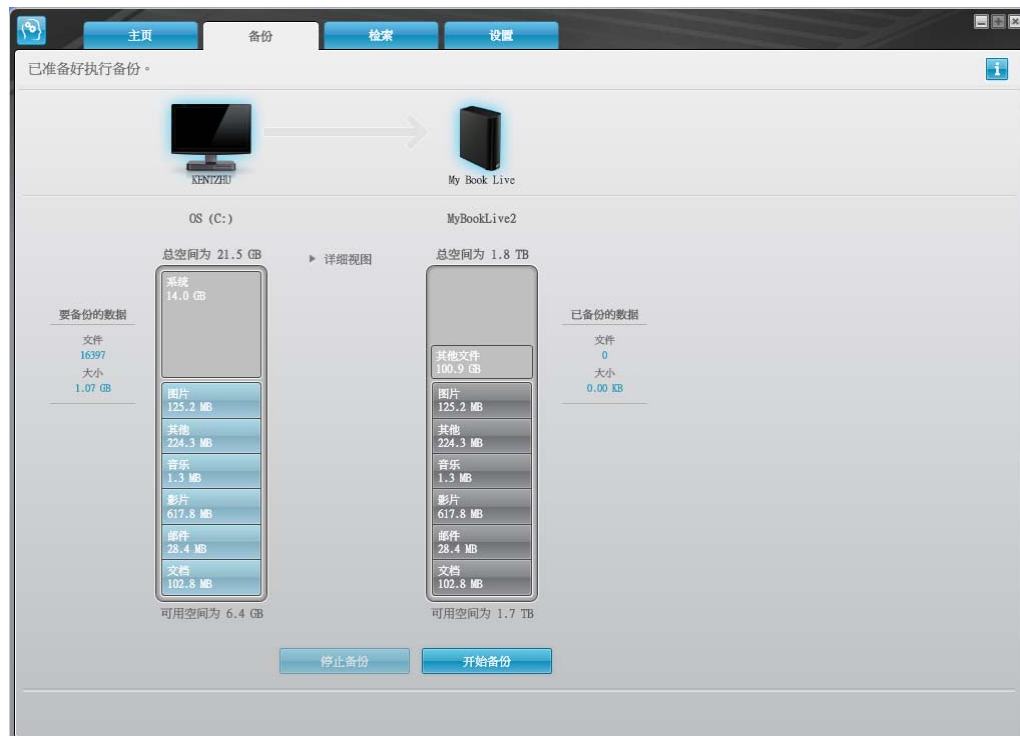 主页 备份 检索 设置
已准备好执行备份。
KENTZHU
My Book Live
OS (C:)
MyBookLive2
总空间为 21.5 GB
详细视图
总空间为 1.8 TB
系统
14.0 GB
要备份的数据
文件
16397
大小
1.07 GB
图片
125.2 MB
其他
224.3 MB
音乐
1.3 MB
影片
617.8 MB
邮件
28.4 MB
文档
102.8 MB
可用空间为 6.4 GB
其他文件
100.9 GB
图片
125.2 MB
其他
224.3 MB
音乐
1.3 MB
影片
617.8 MB
邮件
28.4 MB
文档
102.8 MB
可用空间为 1.7 TB
已备份的数据
文件
0
大小
0.00 KB
停止备份
开始备份